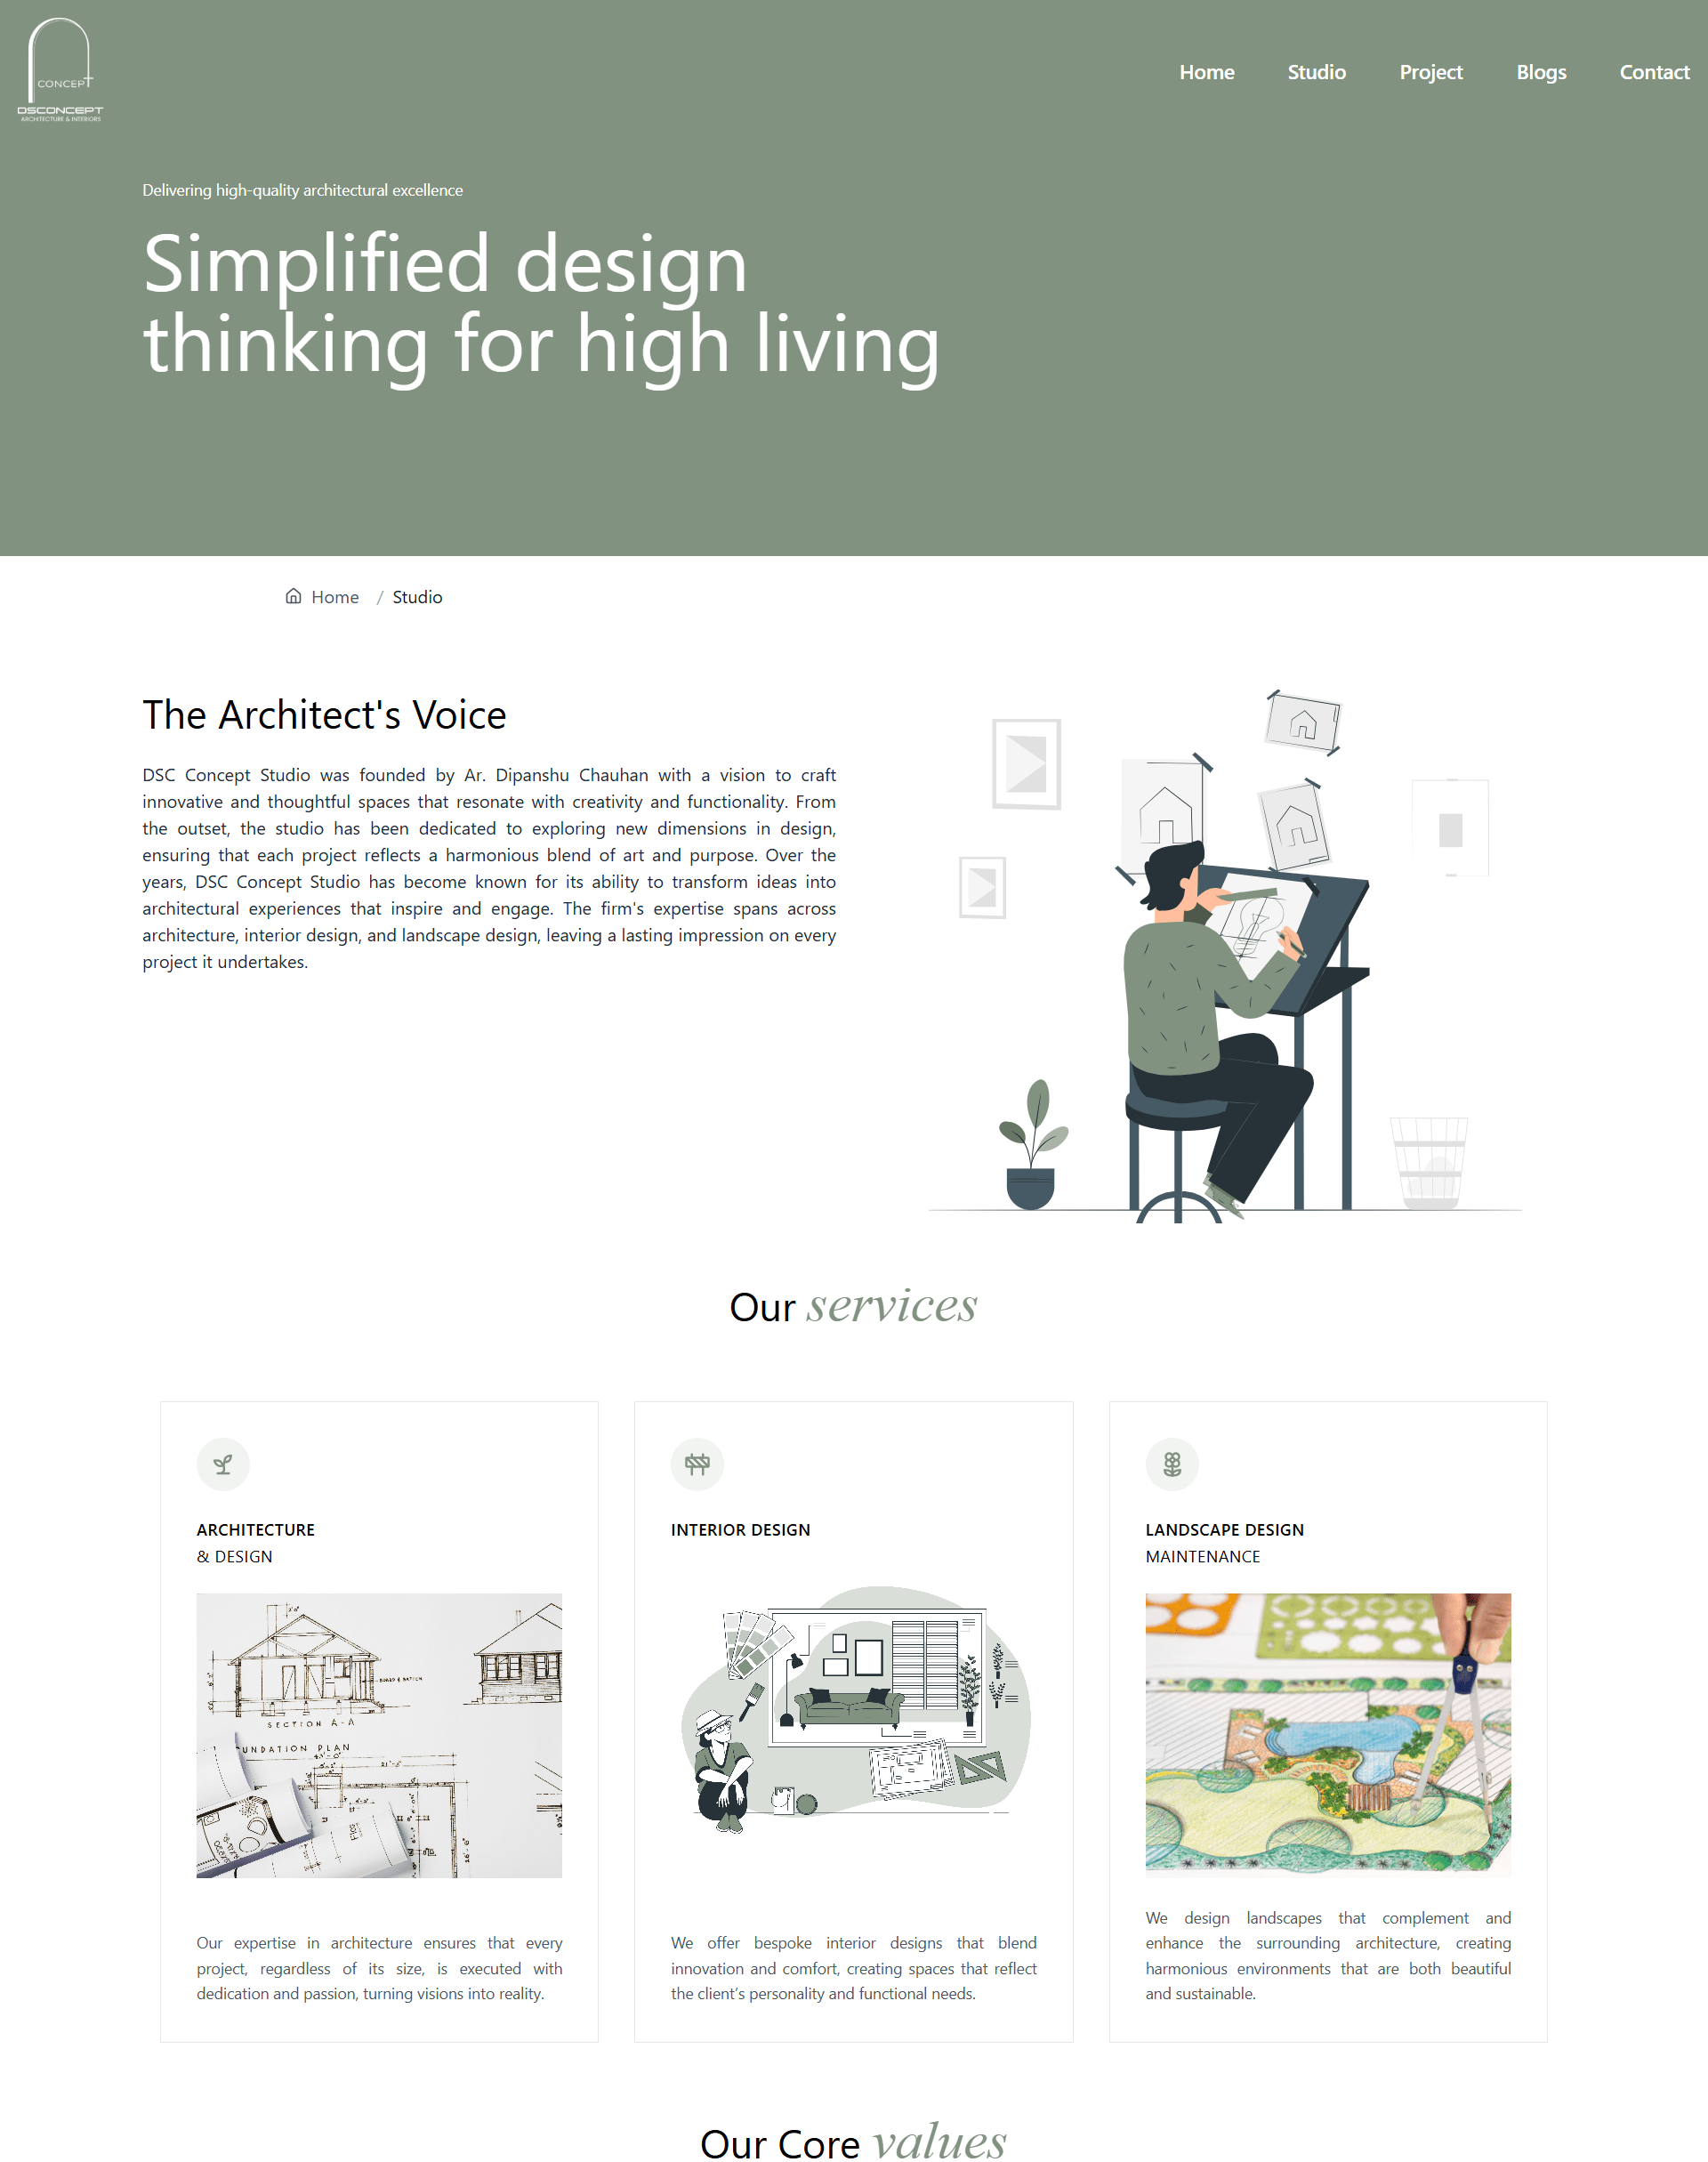 CONCEPT
DSCONCEPT
ARCHITECTURE & INTERIORS
Home
Studio
Project
Blogs
Contact
Delivering high-quality architectural excellence
Simplified design
thinking for high living
Home / Studio
The Architect's Voice
DSC Concept Studio was founded by Ar. Dipanshu Chauhan with a vision to craft
innovative and thoughtful spaces that resonate with creativity and functionality. From
the outset, the studio has been dedicated to exploring new dimensions in design,
ensuring that each project reflects a harmonious blend of art and purpose. Over the
years, DSC Concept Studio has become known for its ability to transform ideas into
architectural experiences that inspire and engage. The firm's expertise spans across
architecture, interior design, and landscape design, leaving a lasting impression on every
project it undertakes.
Our services
ARCHITECTURE
& DESIGN
SECTION A-A
UNDATION PLAN
Our expertise in architecture ensures that every
project, regardless of its size, is executed with
dedication and passion, turning visions into reality.
INTERIOR DESIGN
We offer bespoke interior designs that blend
innovation and comfort, creating spaces that reflect
the client’s personality and functional needs.
LANDSCAPE DESIGN
MAINTENANCE
We design landscapes that complement and
enhance the surrounding architecture, creating
harmonious environments that are both beautiful
and sustainable.
Our Core values